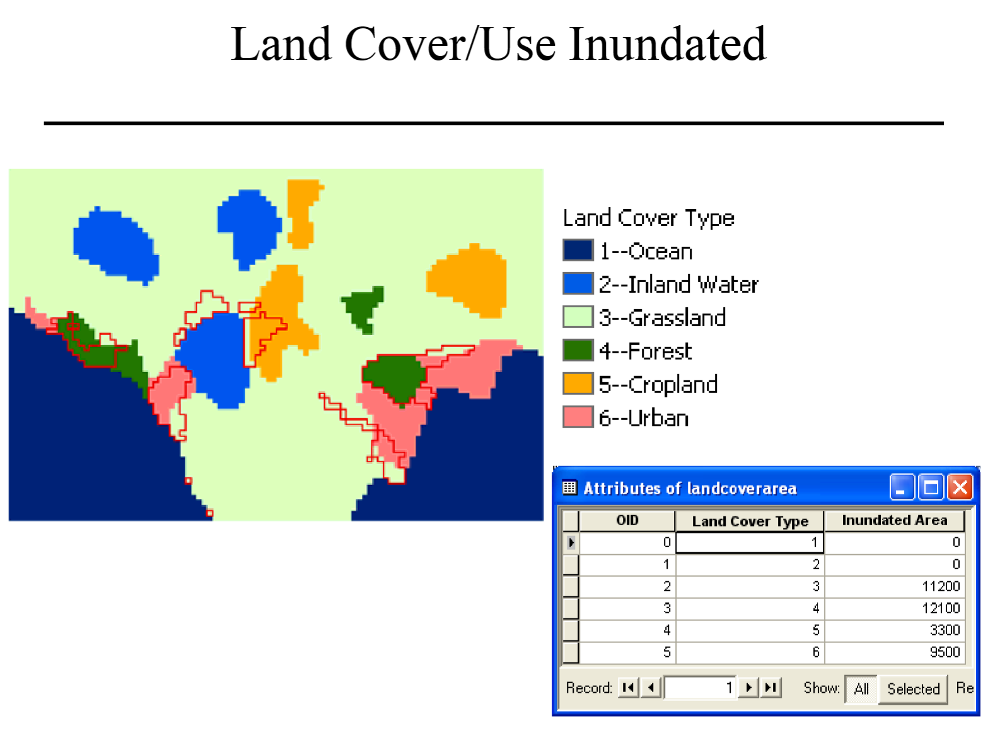 Land Cover/Use Inundated
Land Cover Type
1--Ocean
2--Inland Water
3--Grassland
4--Forest
5--Cropland
6--Urban
Attributes of landcoverarea
OID Land Cover Type Inundated Area
0 1 0
1 2 0
2 3 11200
3 4 12100
4 5 3300
5 6 9500
Record: 1 Show: All Selected Re